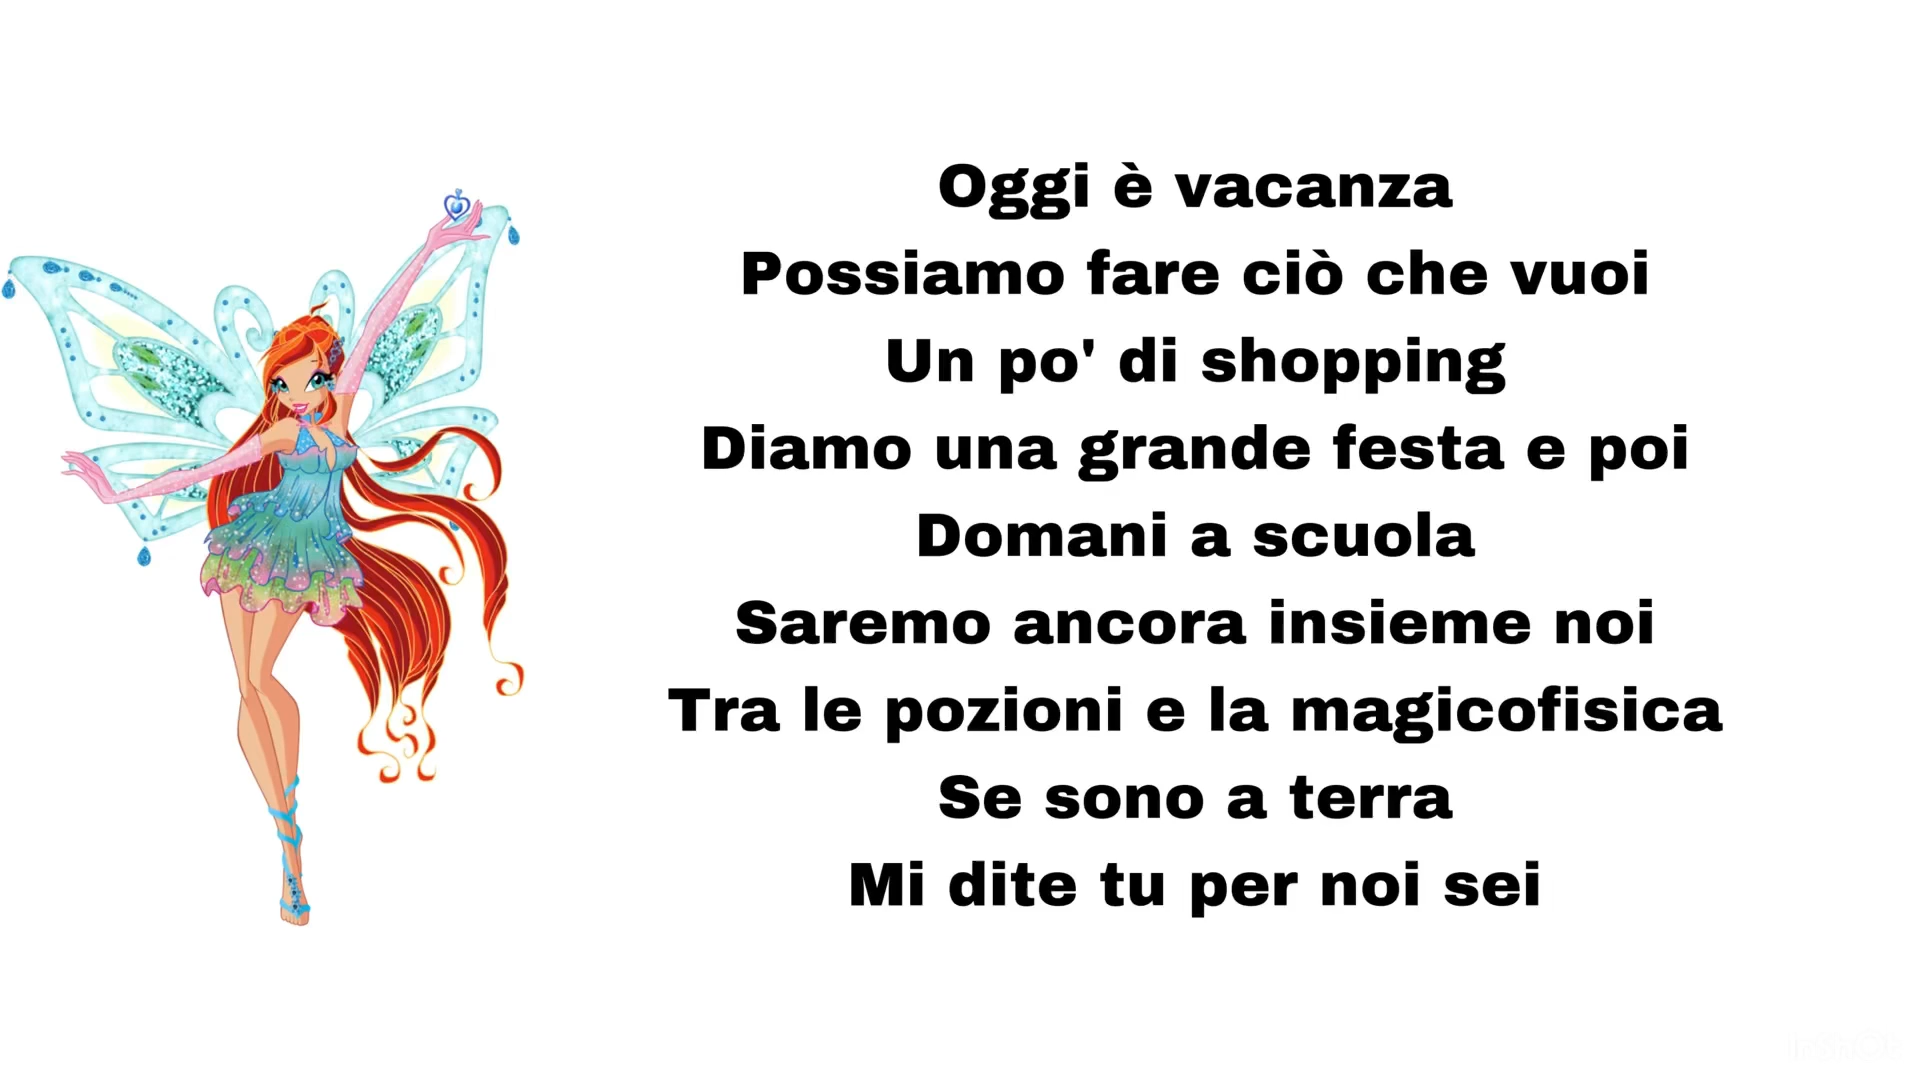 Oggi è vacanza
Possiamo fare ciò che vuoi
Un po' di shopping
Diamo una grande festa e poi
Domani a scuola
Saremo ancora insieme noi
Tra le pozioni e la magicofisica
Se sono a terra
Mi dite tu per noi sei